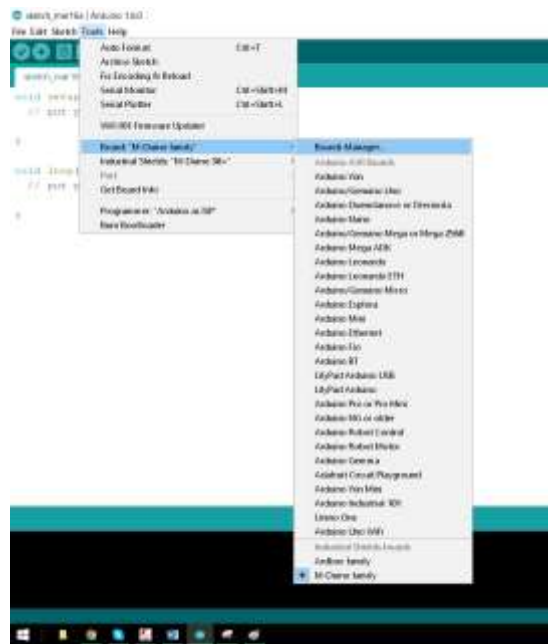 sketch_mar16a | Arduino 1.6.0
File Edit Sketch Tools Help
Auto Format Ctrl+T
Archive Sketch
Fix Encoding & Reload
Serial Monitor Ctrl+Shift+M
Serial Plotter Ctrl+Shift+L
WiFi101 Firmware Updater
Board: "M-Duino family"
Industrial Shields: "M-Duino
Port
Get Board Info
Programmer: "Arduino as ISP"
Burn Bootloader
void setup
// put y
}
void loop(
// put y
}
Boards Manager...
Arduino AVR Boards
Arduino Yún
Arduino/Genuino Uno
Arduino Duemilanove or Diecimila
Arduino Nano
Arduino/Genuino Mega or Mega 2560
Arduino Mega ADK
Arduino Leonardo
Arduino Leonardo ETH
Arduino/Genuino Micro
Arduino Esplora
Arduino Mini
Arduino Ethernet
Arduino Fio
Arduino BT
LilyPad Arduino USB
LilyPad Arduino
Arduino Pro or Pro Mini
Arduino NG or older
Arduino Robot Control
Arduino Robot Motor
Arduino Gemma
Adafruit Circuit Playground
Arduino Yún Mini
Arduino Industrial 101
Linino One
Arduino Uno WiFi
Industrial Shields boards
Ardbox family
M-Duino family